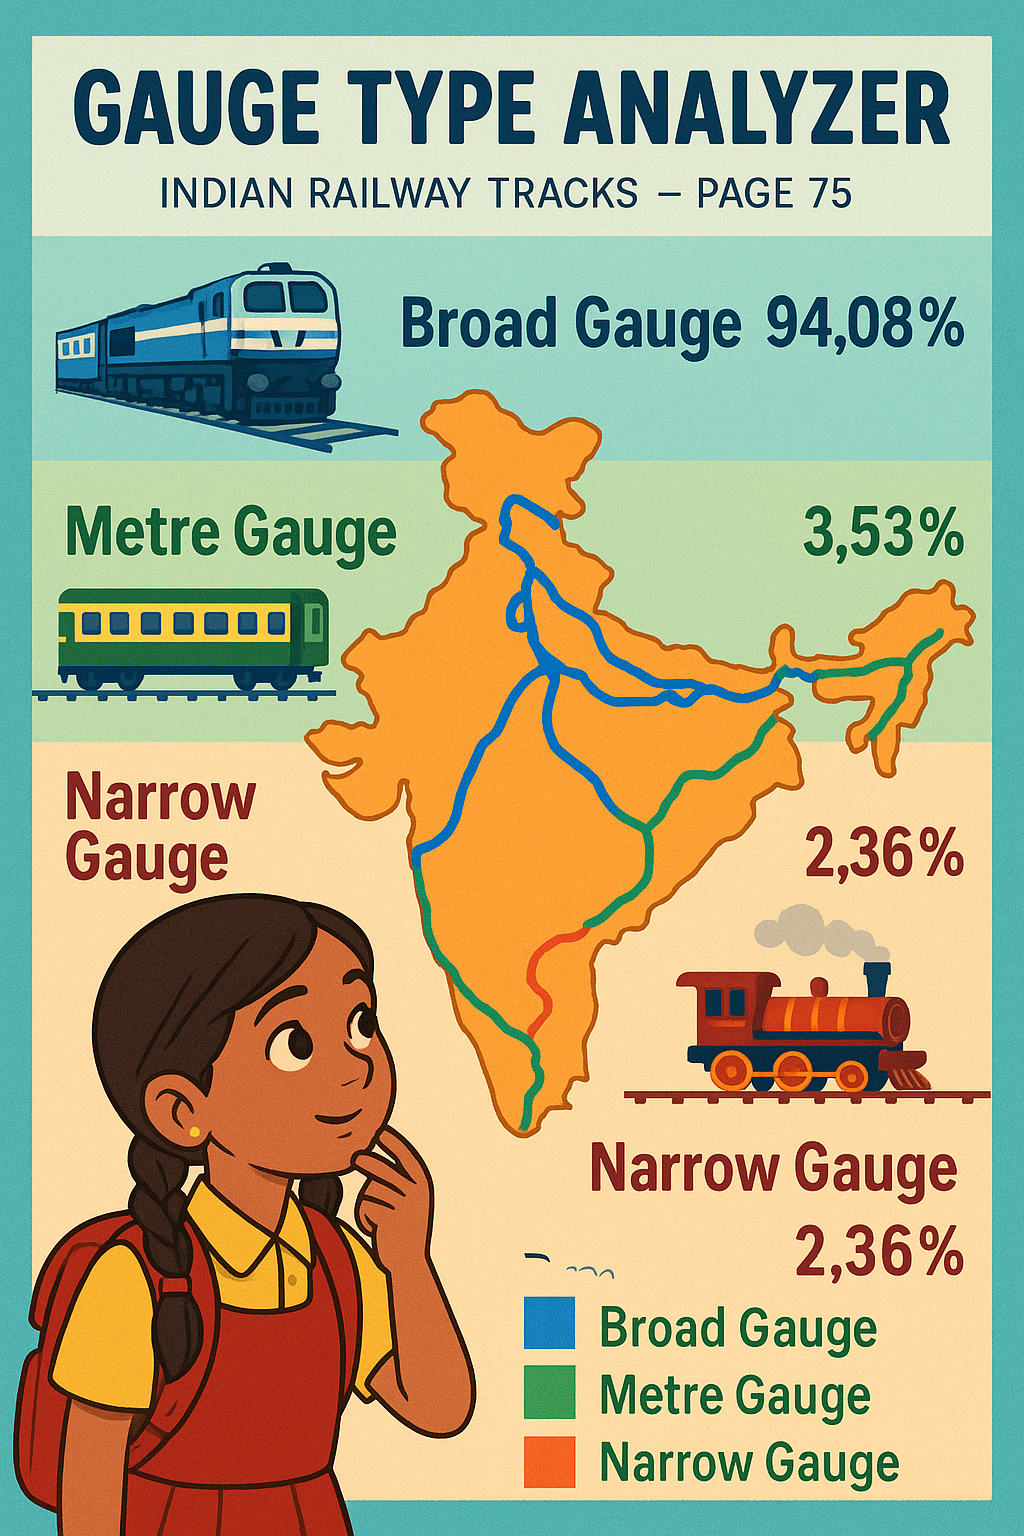 GAUGE TYPE ANALYZER
INDIAN RAILWAY TRACKS – PAGE 75
Broad Gauge 94,08%
Metre Gauge 3,53%
Narrow
Gauge
2,36%
Narrow Gauge
2,36%
Broad Gauge
Metre Gauge
Narrow Gauge